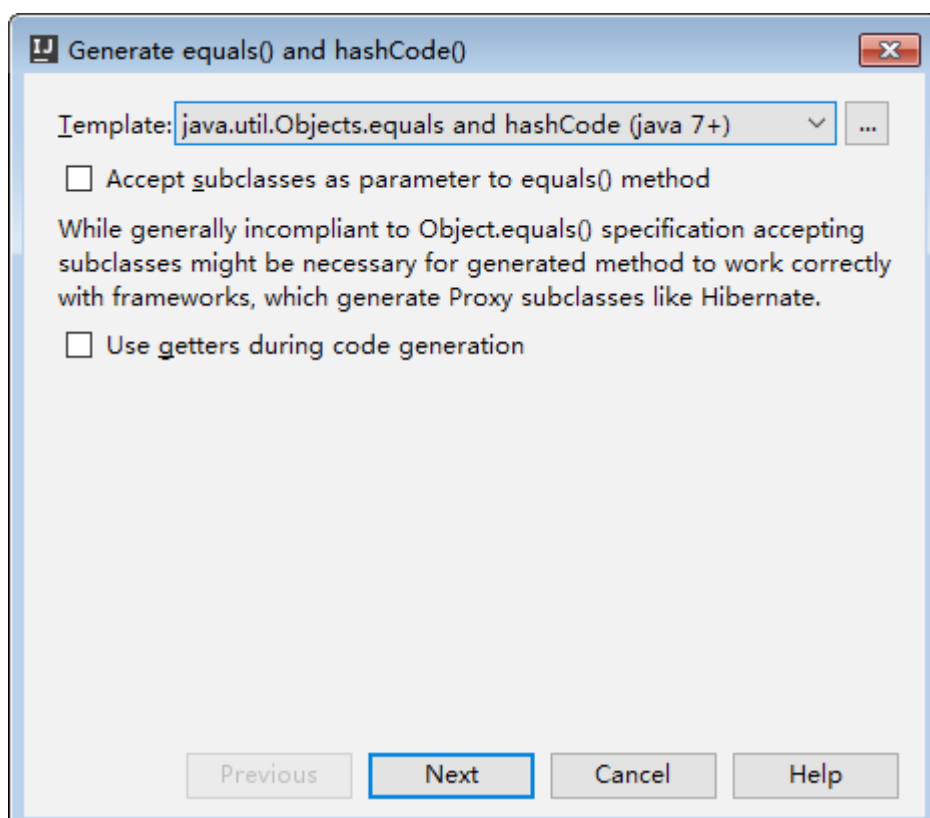 IJ Generate equals() and hashCode()
Template: java.util.Objects.equals and hashCode (java 7+) ...
Accept subclasses as parameter to equals() method
While generally incompliant to Object.equals() specification accepting
subclasses might be necessary for generated method to work correctly
with frameworks, which generate Proxy subclasses like Hibernate.
Use getters during code generation
Previous Next Cancel Help